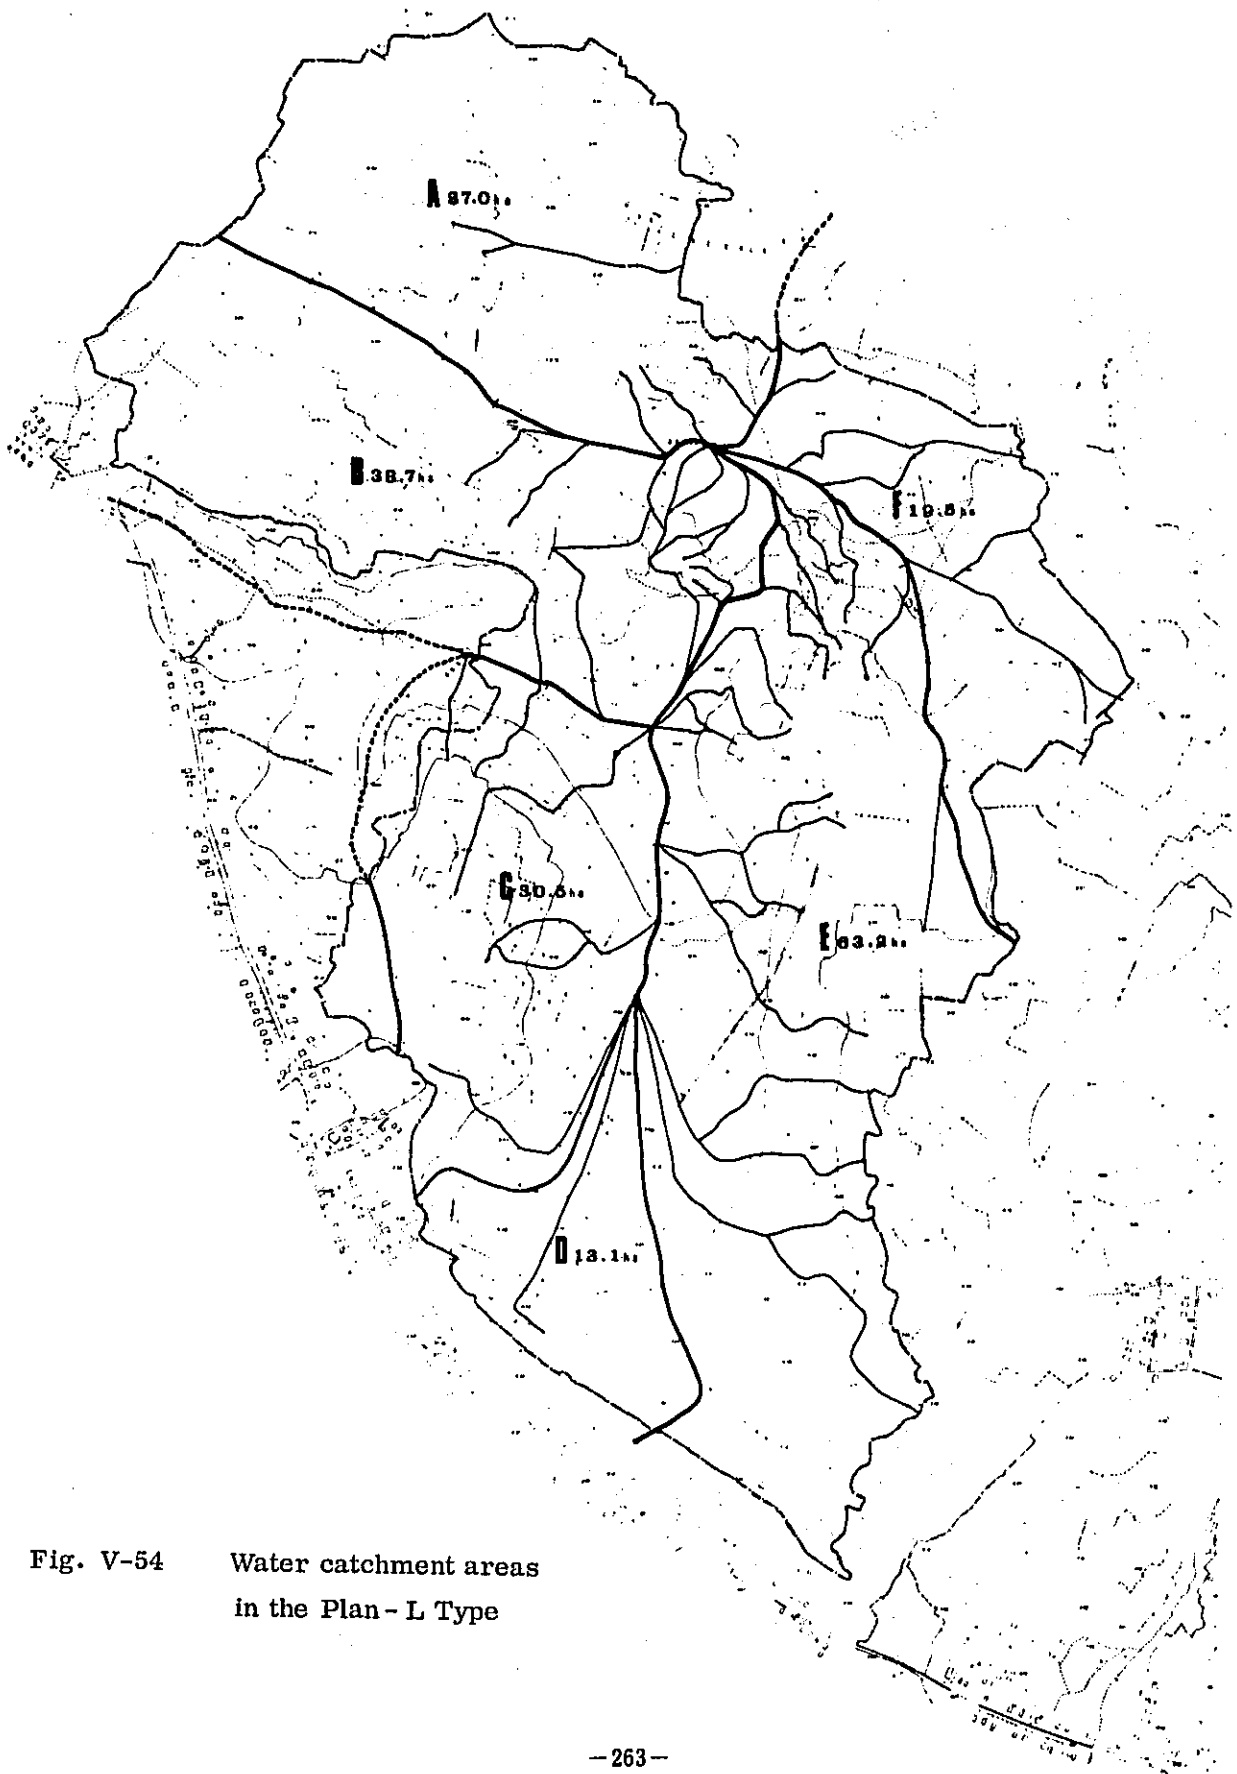 A 37.0ha
B 38.7ha
F 19.5ha
G 30.5ha
E 63.2ha
D 13.1ha
Fig. V-54 Water catchment areas
in the Plan - L Type
-263-